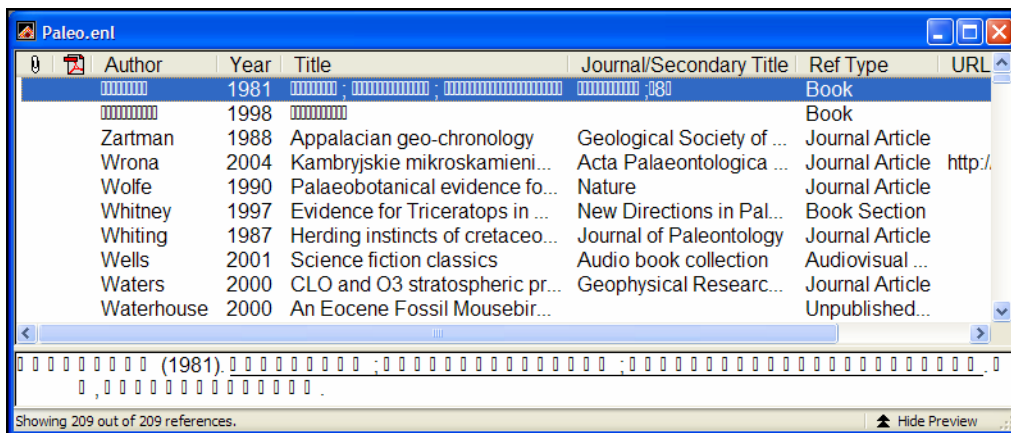 Paleo.enl
Author Year Title Journal/Secondary Title Ref Type URL
1981 ; ; ; 8 Book
1998 Book
Zartman 1988 Appalacian geo-chronology Geological Society of ... Journal Article
Wrona 2004 Kambryjskie mikroskamieni... Acta Palaeontologica ... Journal Article http:/
Wolfe 1990 Palaeobotanical evidence fo... Nature Journal Article
Whitney 1997 Evidence for Triceratops in ... New Directions in Pal... Book Section
Whiting 1987 Herding instincts of cretaceo... Journal of Paleontology Journal Article
Wells 2001 Science fiction classics Audio book collection Audiovisual ...
Waters 2000 CLO and O3 stratospheric pr... Geophysical Researc... Journal Article
Waterhouse 2000 An Eocene Fossil Mousebir... Unpublished...
(1981). ; ; .
, .
Showing 209 out of 209 references. Hide Preview